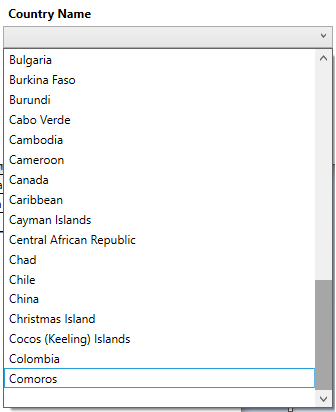 Country Name
Bulgaria
Burkina Faso
Burundi
Cabo Verde
Cambodia
Cameroon
Canada
Caribbean
Cayman Islands
Central African Republic
Chad
Chile
China
Christmas Island
Cocos (Keeling) Islands
Colombia
Comoros